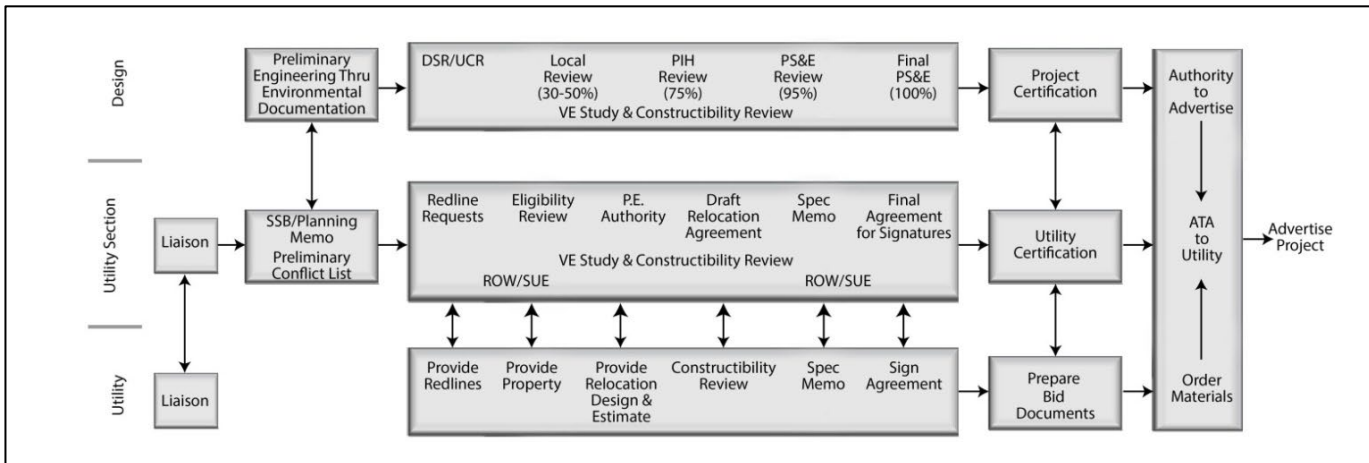 Design
Preliminary
Engineering Thru
Environmental
Documentation
DSR/UCR
Local
Review
(30-50%)
PIH
Review
(75%)
PS&E
Review
(95%)
Final
PS&E
(100%)
VE Study & Constructibility Review
Project
Certification
Authority
to
Advertise
Utility Section
Liaison
SSB/Planning
Memo
Preliminary
Conflict List
Redline
Requests
Eligibility
Review
P.E.
Authority
Draft
Relocation
Agreement
Spec
Memo
Final
Agreement
for Signatures
VE Study & Constructibility Review
ROW/SUE
ROW/SUE
Utility
Certification
ATA
to
Utility
Advertise
Project
Utility
Liaison
Provide
Redlines
Provide
Property
Provide
Relocation
Design &
Estimate
Constructibility
Review
Spec
Memo
Sign
Agreement
Prepare
Bid
Documents
Order
Materials